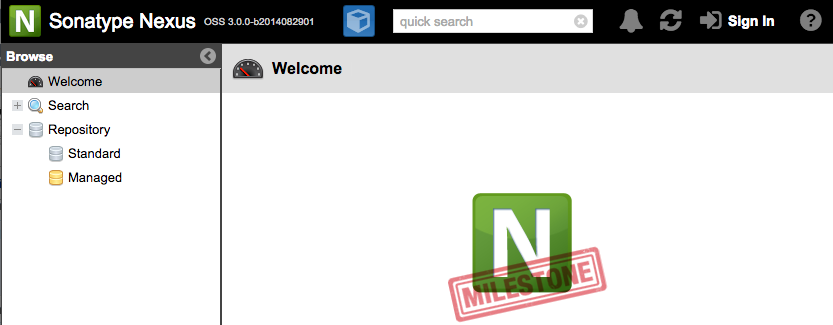 N Sonatype Nexus OSS 3.0.0-b2014082901 quick search Sign In ?
Browse
Welcome
Welcome
Search
Repository
Standard
Managed
N
MILESTONE